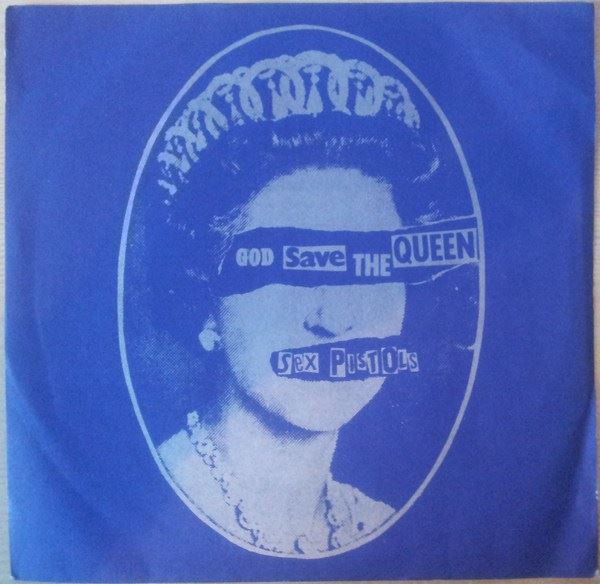 GOD Save THE QUEEN
SEX PISTOLS